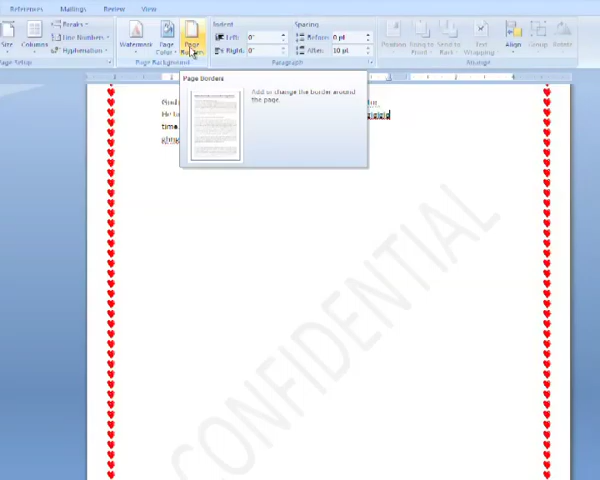 References Mailings Review View
Size Columns Breaks Line Numbers Hyphenation
Watermark Page Color Page Borders
Indent Spacing
Left: 0" Before: 0 pt
Right: 0" After: 10 pt
Position Bring to Front Send to Back Text Wrapping Align Group Rotate
Page Setup Page Background Paragraph Arrange
Page Borders
Add or change the border around
the page.
time
CONFIDENTIAL